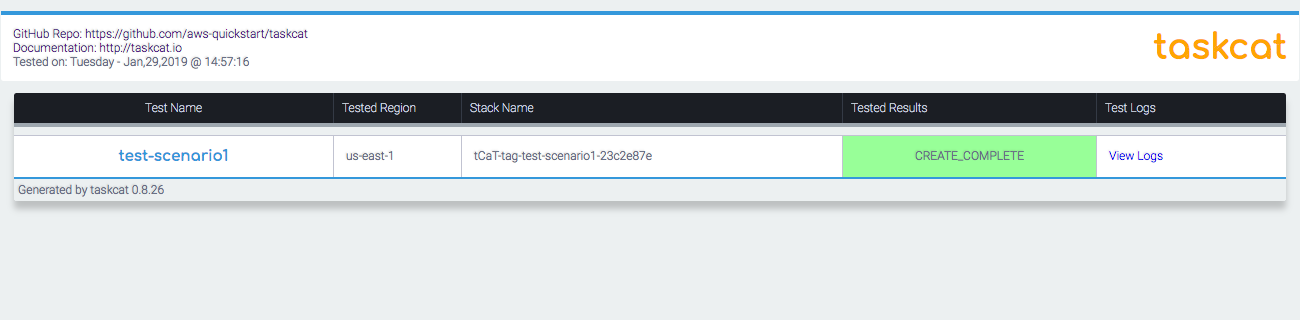 GitHub Repo: https://github.com/aws-quickstart/taskcat
Documentation: http://taskcat.io
Tested on: Tuesday - Jan,29,2019 @ 14:57:16
taskcat
Test Name Tested Region Stack Name Tested Results Test Logs
test-scenario1 us-east-1 tCaT-tag-test-scenario1-23c2e87e CREATE_COMPLETE View Logs
Generated by taskcat 0.8.26